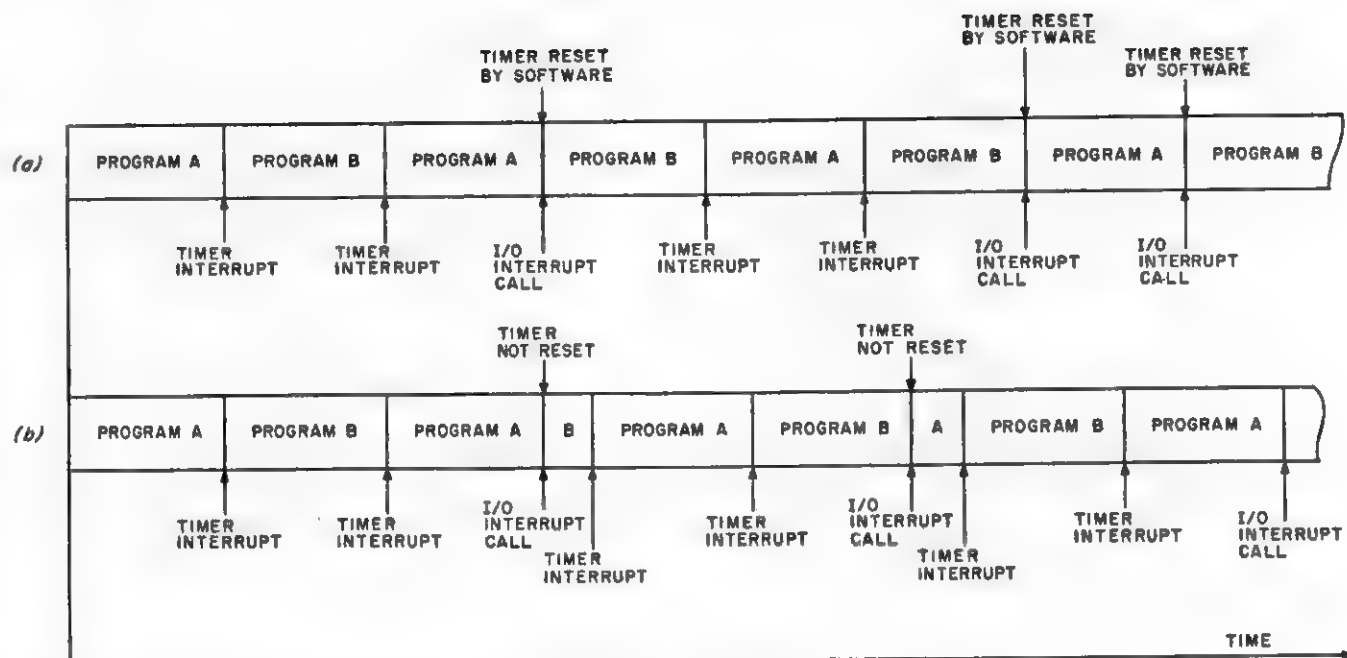 TIMER RESET
BY SOFTWARE
TIMER RESET
BY SOFTWARE
TIMER RESET
BY SOFTWARE
(a)
PROGRAM A
PROGRAM B
PROGRAM A
PROGRAM B
PROGRAM A
PROGRAM B
PROGRAM A
PROGRAM B
TIMER
INTERRUPT
TIMER
INTERRUPT
I/O
INTERRUPT
CALL
TIMER
INTERRUPT
TIMER
INTERRUPT
I/O
INTERRUPT
CALL
I/O
INTERRUPT
CALL
TIMER
NOT RESET
TIMER
NOT RESET
(b)
PROGRAM A
PROGRAM B
PROGRAM A
B
PROGRAM A
PROGRAM B
A
PROGRAM B
PROGRAM A
TIMER
INTERRUPT
TIMER
INTERRUPT
I/O
INTERRUPT
CALL
TIMER
INTERRUPT
TIMER
INTERRUPT
I/O
INTERRUPT
CALL
TIMER
INTERRUPT
TIMER
INTERRUPT
I/O
INTERRUPT
CALL
TIME